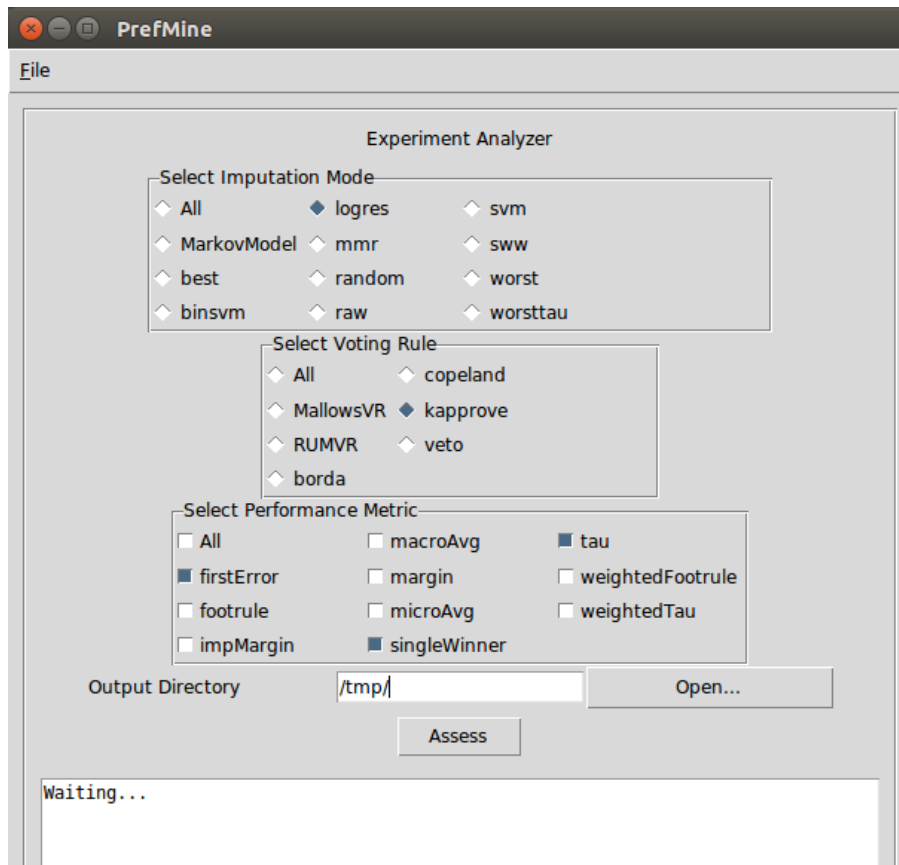 PrefMine
File
Experiment Analyzer
Select Imputation Mode
All logres svm
MarkovModel mmr sww
best random worst
binsvm raw worsttau
Select Voting Rule
All copeland
MallowsVR kapprove
RUMVR veto
borda
Select Performance Metric
All macroAvg tau
firstError margin weightedFootrule
footrule microAvg weightedTau
impMargin singleWinner
Output Directory /tmp/ Open...
Assess
Waiting...